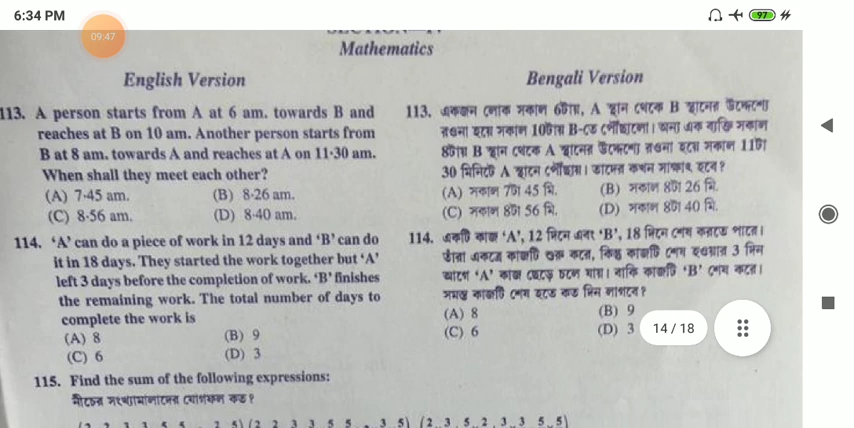 6:34 PM
97
09:47
Mathematics
English Version
Bengali Version
113. A person starts from A at 6 am. towards B and
reaches at B on 10 am. Another person starts from
B at 8 am. towards A and reaches at A on 11·30 am.
When shall they meet each other?
(A) 7·45 am. (B) 8·26 am.
(C) 8·56 am. (D) 8·40 am.
113. একজন লোক সকাল 6টায়, A স্থান থেকে B স্থানের উদ্দেশ্যে
রওনা হয়ে সকাল 10টায় B-তে পৌঁছালো। অন্য এক ব্যক্তি সকাল
8টায় B স্থান থেকে A স্থানের উদ্দেশ্যে রওনা হয়ে সকাল 11টা
30 মিনিটে A স্থানে পৌঁছায়। তাদের কখন সাক্ষাৎ হবে?
(A) সকাল 7টা 45 মি. (B) সকাল 8টা 26 মি.
(C) সকাল 8টা 56 মি. (D) সকাল 8টা 40 মি.
114. ‘A’ can do a piece of work in 12 days and ‘B’ can do
it in 18 days. They started the work together but ‘A’
left 3 days before the completion of work. ‘B’ finishes
the remaining work. The total number of days to
complete the work is
(A) 8 (B) 9
(C) 6 (D) 3
114. একটি কাজ ‘A’, 12 দিনে এবং ‘B’, 18 দিনে শেষ করতে পারে।
তাঁরা একত্রে কাজটি শুরু করে, কিন্তু কাজটি শেষ হওয়ার 3 দিন
আগে ‘A’ কাজ ছেড়ে চলে যায়। বাকি কাজটি ‘B’ শেষ করে।
সমস্ত কাজটি শেষ হতে কত দিন লাগবে?
(A) 8 (B) 9
(C) 6 (D) 3
14 / 18
115. Find the sum of the following expressions:
নীচের সংখ্যামালাদের যোগফল কত?